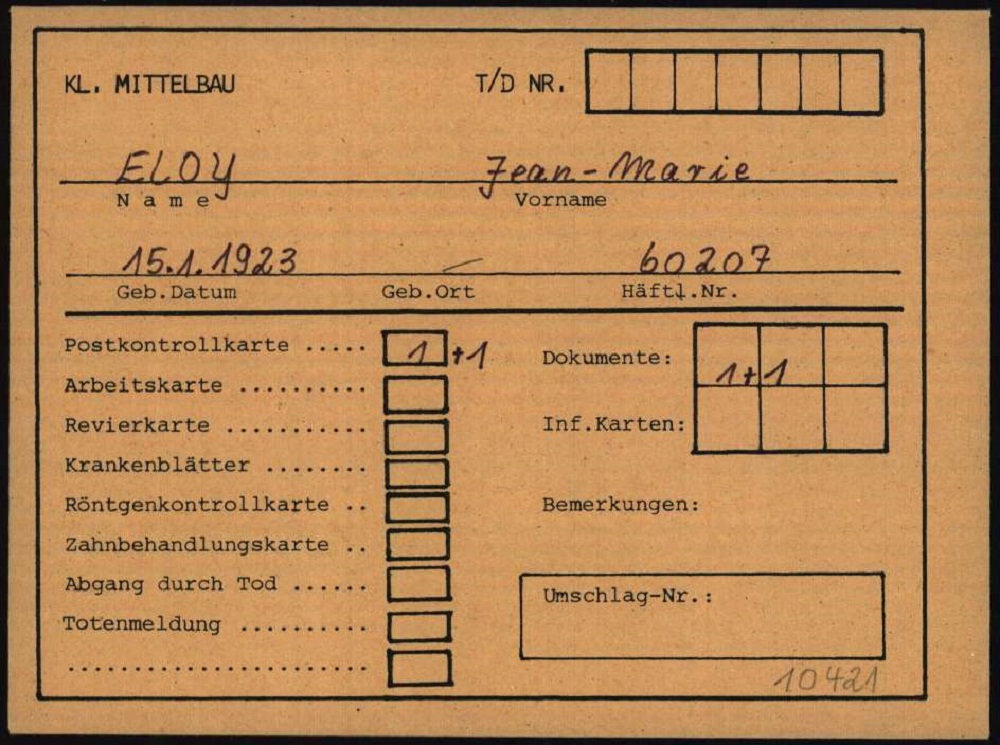 KL. MITTELBAU T/D NR.
ELOY Jean-Marie
Name Vorname
15.1.1923 – 60207
Geb.Datum Geb.Ort Häftl.Nr.
Postkontrollkarte ..... 1 +1 Dokumente: 1+1
Arbeitskarte ..........
Revierkarte ........... Inf.Karten:
Krankenblätter ........
Röntgenkontrollkarte .. Bemerkungen:
Zahnbehandlungskarte ..
Abgang durch Tod ...... Umschlag-Nr.:
Totenmeldung ..........
.......................
10421